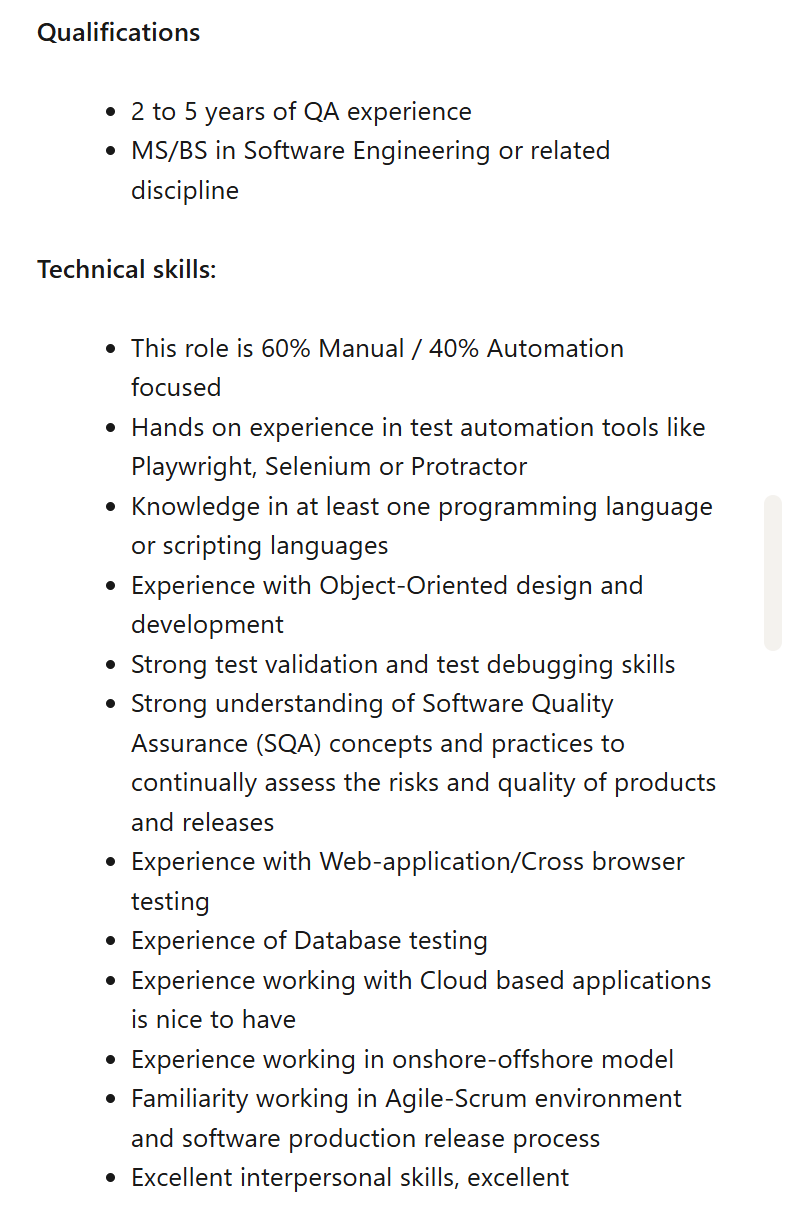 Qualifications
• 2 to 5 years of QA experience
• MS/BS in Software Engineering or related
discipline
Technical skills:
• This role is 60% Manual / 40% Automation
focused
• Hands on experience in test automation tools like
Playwright, Selenium or Protractor
• Knowledge in at least one programming language
or scripting languages
• Experience with Object-Oriented design and
development
• Strong test validation and test debugging skills
• Strong understanding of Software Quality
Assurance (SQA) concepts and practices to
continually assess the risks and quality of products
and releases
• Experience with Web-application/Cross browser
testing
• Experience of Database testing
• Experience working with Cloud based applications
is nice to have
• Experience working in onshore-offshore model
• Familiarity working in Agile-Scrum environment
and software production release process
• Excellent interpersonal skills, excellent